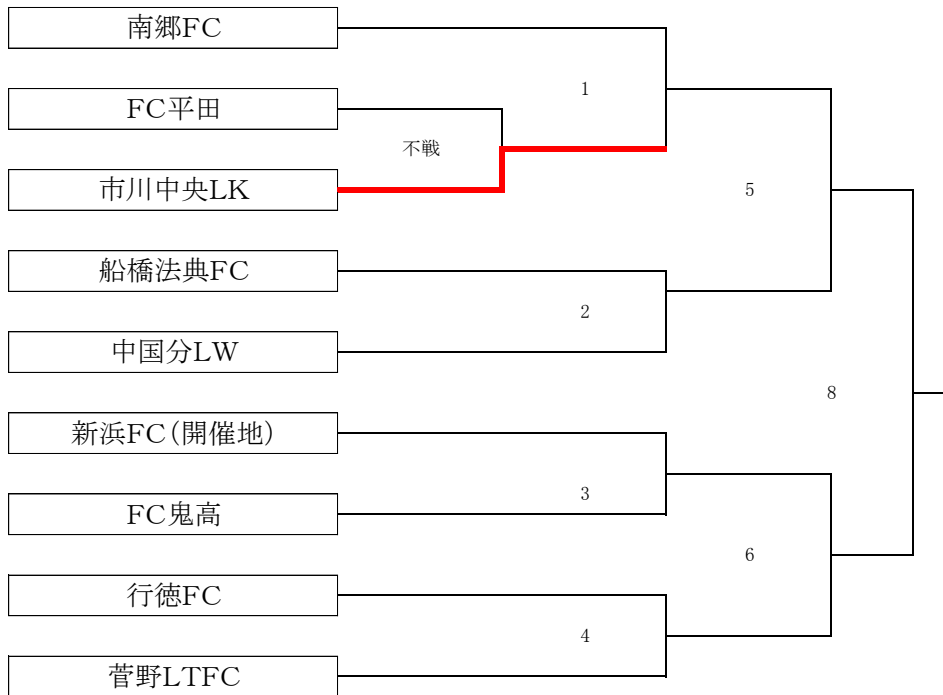 南郷FC
1
FC平田
不戦
市川中央LK
5
船橋法典FC
2
中国分LW
8
新浜FC(開催地)
3
FC鬼高
6
行徳FC
4
菅野LTFC